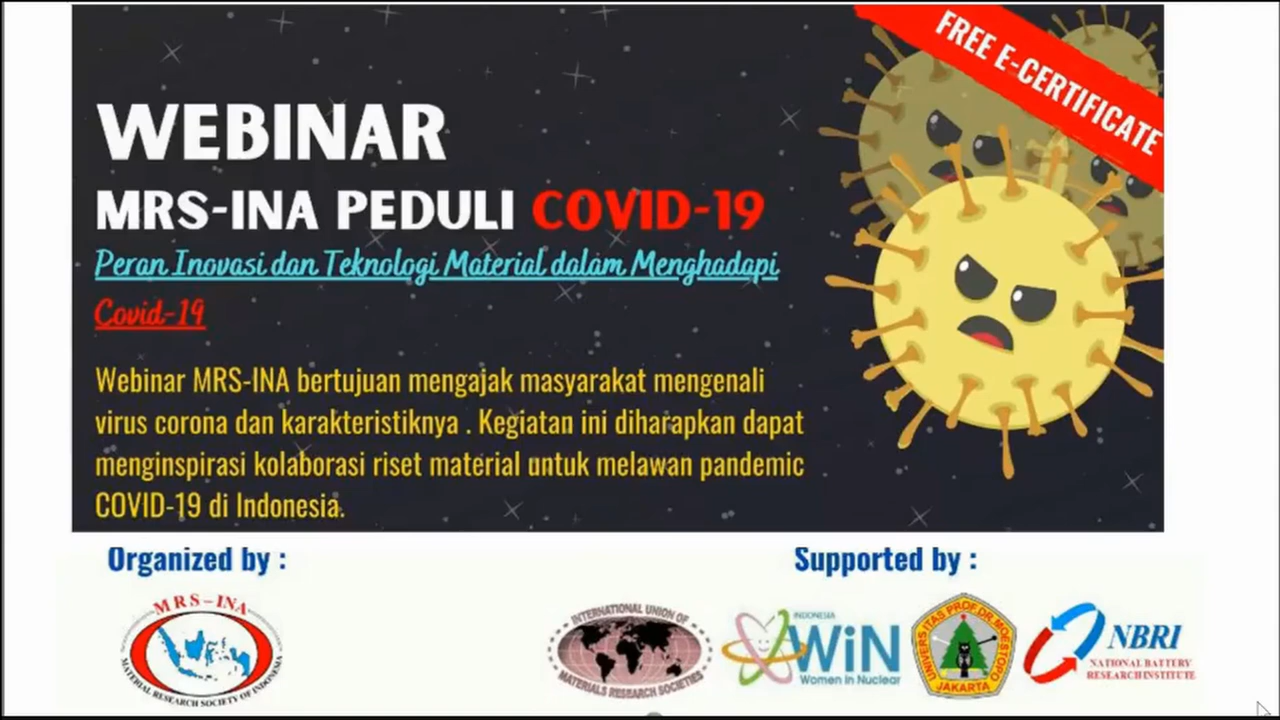 FREE E-CERTIFICATE
WEBINAR
MRS-INA PEDULI COVID-19
Peran Inovasi dan Teknologi Material dalam Menghadapi
Covid-19
Webinar MRS-INA bertujuan mengajak masyarakat mengenali
virus corona dan karakteristiknya . Kegiatan ini diharapkan dapat
menginspirasi kolaborasi riset material untuk melawan pandemic
COVID-19 di Indonesia.
Organized by :
Supported by :
MRS-INA
MATERIAL RESEARCH SOCIETY OF INDONESIA
INTERNATIONAL UNION OF
MATERIALS RESEARCH SOCIETIES
INDONESIA
WiN
Women in Nuclear
UNIVERSITAS PROF.DR.MOESTOPO
JAKARTA
NBRI
NATIONAL BATTERY
RESEARCH INSTITUTE